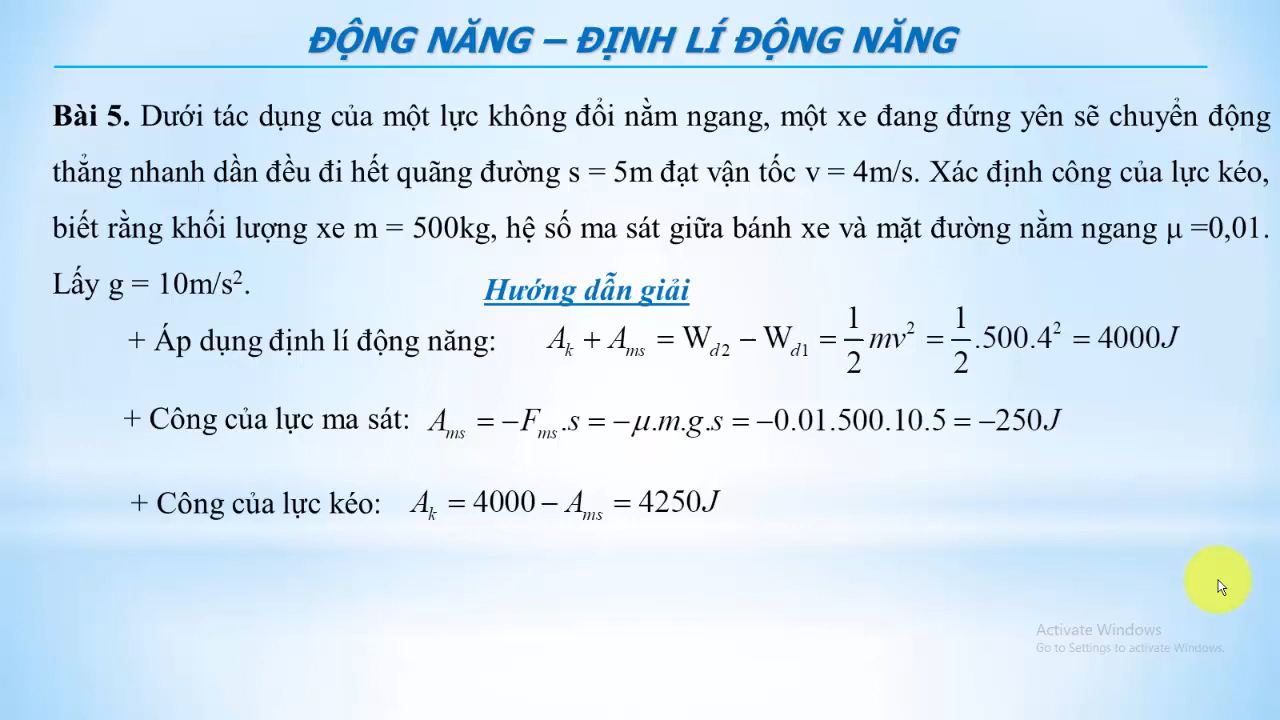 ĐỘNG NĂNG – ĐỊNH LÍ ĐỘNG NĂNG
Bài 5. Dưới tác dụng của một lực không đổi nằm ngang, một xe đang đứng yên sẽ chuyển động
thẳng nhanh dần đều đi hết quãng đường s = 5m đạt vận tốc v = 4m/s. Xác định công của lực kéo,
biết rằng khối lượng xe m = 500kg, hệ số ma sát giữa bánh xe và mặt đường nằm ngang μ =0,01.
Lấy g = 10m/s².
Hướng dẫn giải
+ Áp dụng định lí động năng: A_k + A_ms = W_d2 − W_d1 = 1/2 mv² = 1/2 .500.4² = 4000J
+ Công của lực ma sát: A_ms = −F_ms.s = −μ.m.g.s = −0.01.500.10.5 = −250J
+ Công của lực kéo: A_k = 4000 − A_ms = 4250J
Activate Windows
Go to Settings to activate Windows.